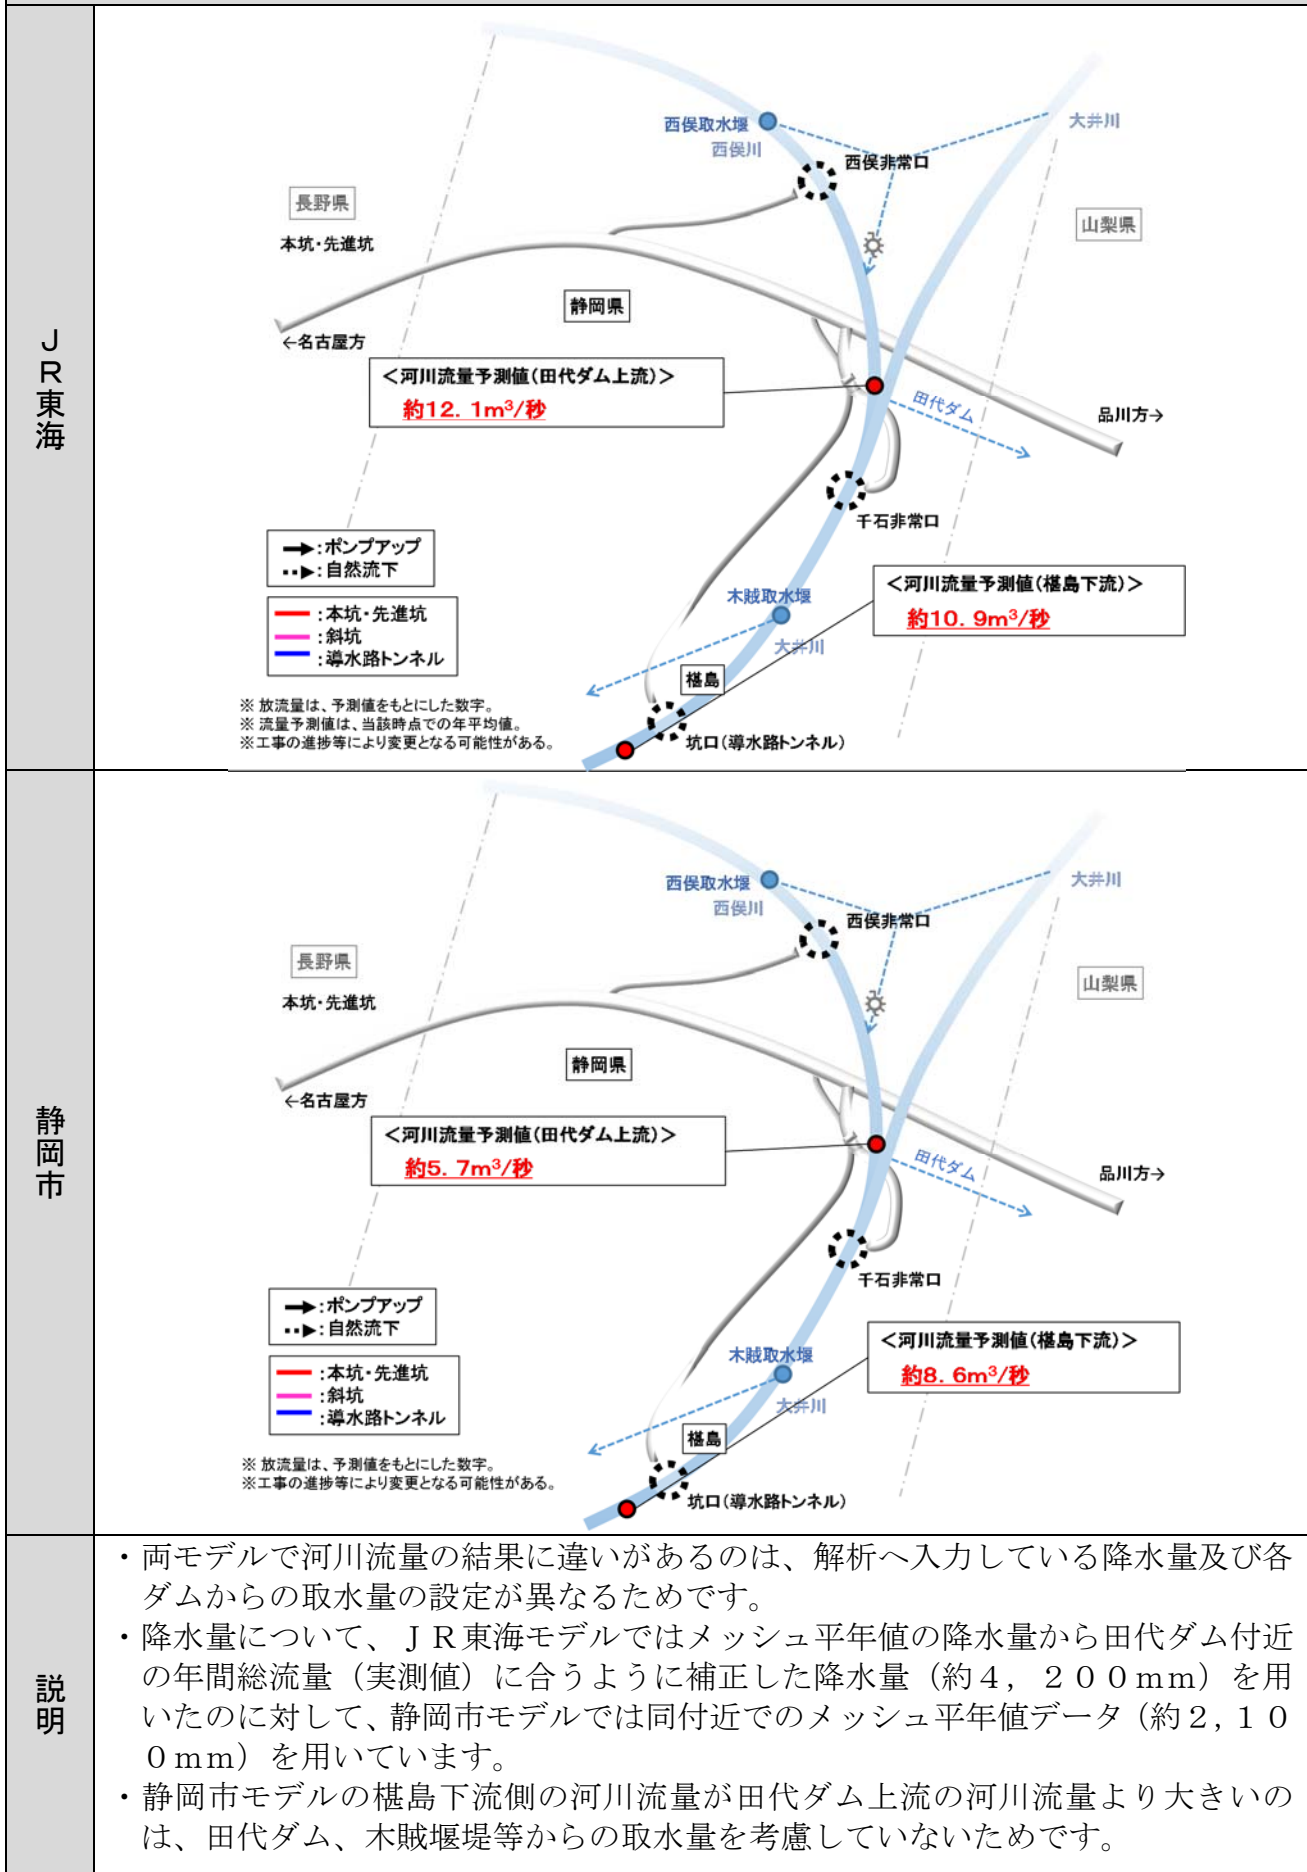 JR東海
西俣取水堰
西俣川
大井川
西俣非常口
長野県
山梨県
本坑・先進坑
静岡県
←名古屋方
<河川流量予測値(田代ダム上流)>
約12. 1m³/秒
田代ダム
品川方→
千石非常口
:ポンプアップ
:自然流下
<河川流量予測値(椹島下流)>
約10. 9m³/秒
木賊取水堰
大井川
:本坑・先進坑
:斜坑
:導水路トンネル
椹島
※ 放流量は、予測値をもとにした数字。
※ 流量予測値は、当該時点での年平均値。
※工事の進捗等により変更となる可能性がある。
坑口(導水路トンネル)
静岡市
西俣取水堰
西俣川
大井川
西俣非常口
長野県
山梨県
本坑・先進坑
静岡県
←名古屋方
<河川流量予測値(田代ダム上流)>
約5. 7m³/秒
田代ダム
品川方→
千石非常口
:ポンプアップ
:自然流下
<河川流量予測値(椹島下流)>
約8. 6m³/秒
木賊取水堰
大井川
:本坑・先進坑
:斜坑
:導水路トンネル
椹島
※ 放流量は、予測値をもとにした数字。
※工事の進捗等により変更となる可能性がある。
坑口(導水路トンネル)
説明
・両モデルで河川流量の結果に違いがあるのは、解析へ入力している降水量及び各
ダムからの取水量の設定が異なるためです。
・降水量について、JR東海モデルではメッシュ平年値の降水量から田代ダム付近
の年間総流量(実測値)に合うように補正した降水量(約4,200mm)を用
いたのに対して、静岡市モデルでは同付近でのメッシュ平年値データ(約2,10
0mm)を用いています。
・静岡市モデルの椹島下流側の河川流量が田代ダム上流の河川流量より大きいの
は、田代ダム、木賊堰堤等からの取水量を考慮していないためです。